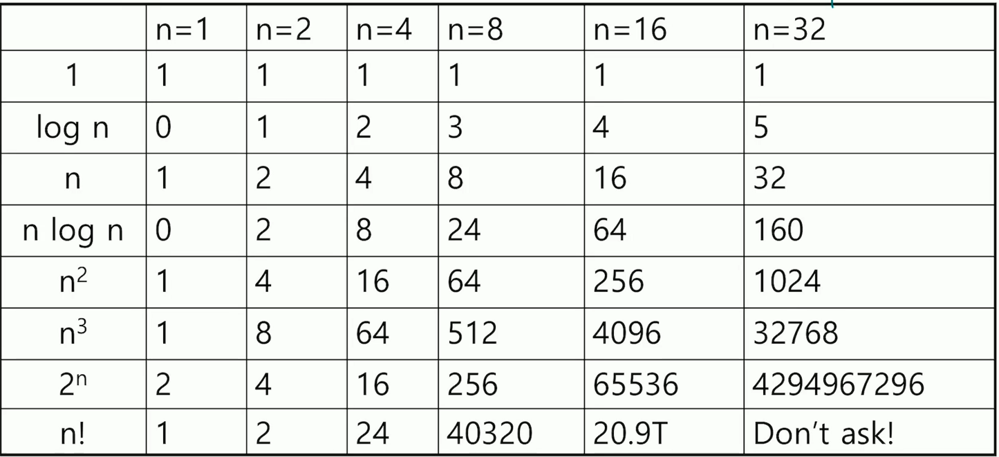 n=1 n=2 n=4 n=8 n=16 n=32
1 1 1 1 1 1 1
log n 0 1 2 3 4 5
n 1 2 4 8 16 32
n log n 0 2 8 24 64 160
n² 1 4 16 64 256 1024
n³ 1 8 64 512 4096 32768
2ⁿ 2 4 16 256 65536 4294967296
n! 1 2 24 40320 20.9T Don’t ask!